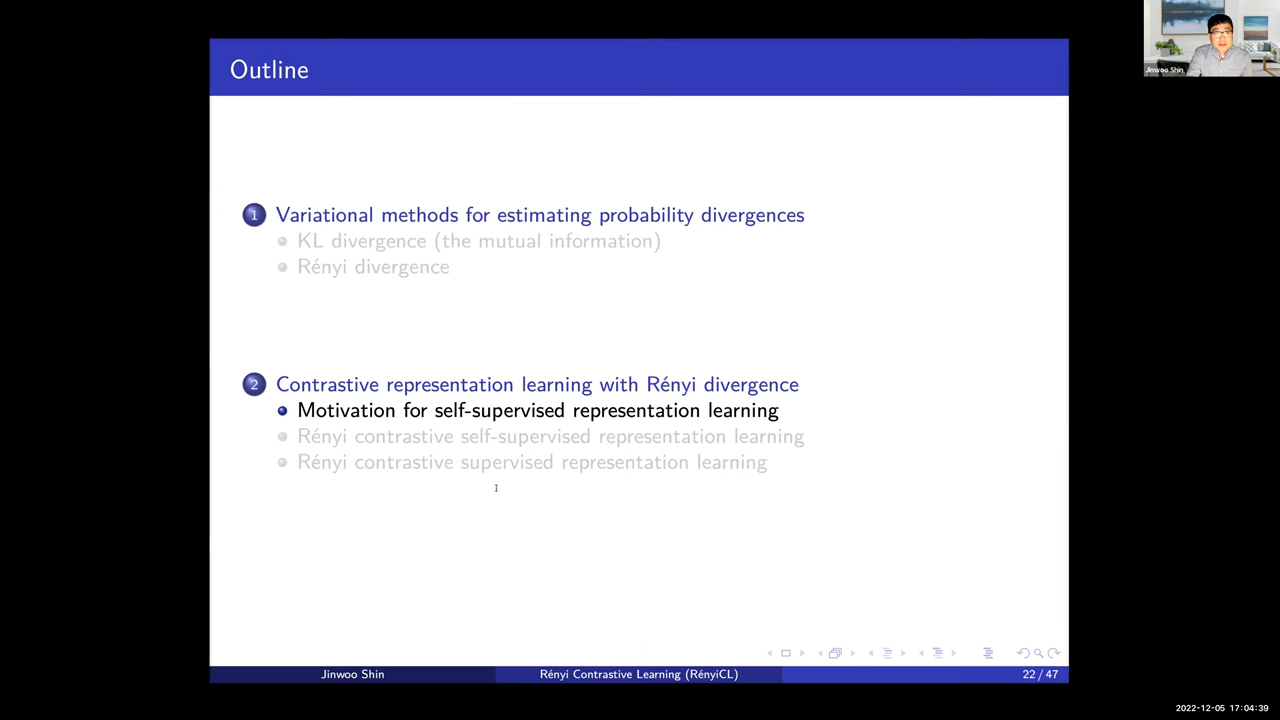 Outline
Jinwoo Shin
1 Variational methods for estimating probability divergences
KL divergence (the mutual information)
Rényi divergence
2 Contrastive representation learning with Rényi divergence
Motivation for self-supervised representation learning
Rényi contrastive self-supervised representation learning
Rényi contrastive supervised representation learning
Jinwoo Shin
Rényi Contrastive Learning (RényiCL)
22 / 47
2022-12-05 17:04:39